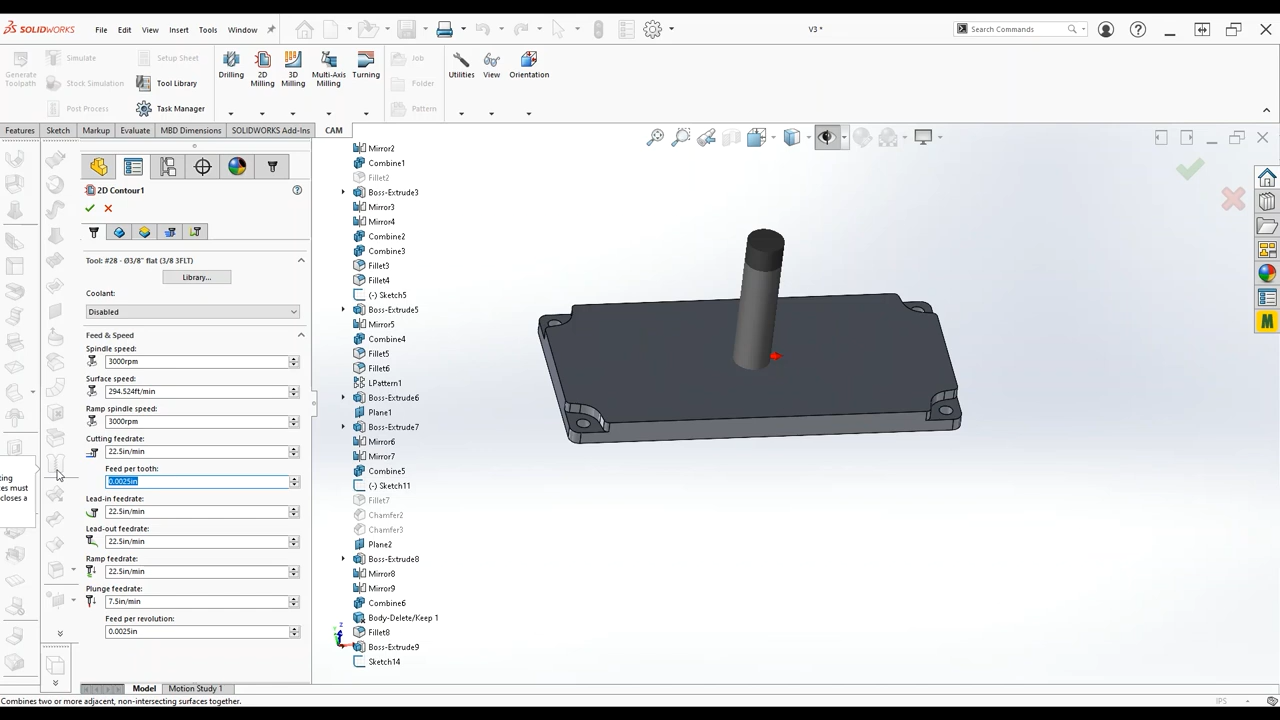 SOLIDWORKS File Edit View Insert Tools Window V3 * Search Commands
Generate Toolpath
Simulate
Stock Simulation
Post Process
Setup Sheet
Tool Library
Task Manager
Drilling
2D Milling
3D Milling
Multi-Axis Milling
Turning
Job
Folder
Pattern
Utilities
View
Orientation
Features Sketch Markup Evaluate MBD Dimensions SOLIDWORKS Add-Ins CAM
2D Contour1
Tool: #28 - Ø3/8" flat (3/8 3FLT)
Library...
Coolant:
Disabled
Feed & Speed
Spindle speed:
3000rpm
Surface speed:
294.524ft/min
Ramp spindle speed:
3000rpm
Cutting feedrate:
22.5in/min
Feed per tooth:
0.0025in
Lead-in feedrate:
22.5in/min
Lead-out feedrate:
22.5in/min
Ramp feedrate:
22.5in/min
Plunge feedrate:
7.5in/min
Feed per revolution:
0.0025in
ting
es must
closes a
Mirror2
Combine1
Fillet2
Boss-Extrude3
Mirror3
Mirror4
Combine2
Combine3
Fillet3
Fillet4
(-) Sketch5
Boss-Extrude5
Mirror5
Combine4
Fillet5
Fillet6
LPattern1
Boss-Extrude6
Plane1
Boss-Extrude7
Mirror6
Mirror7
Combine5
(-) Sketch11
Fillet7
Chamfer2
Chamfer3
Plane2
Boss-Extrude8
Mirror8
Mirror9
Combine6
Body-Delete/Keep 1
Fillet8
Boss-Extrude9
Sketch14
z
M
Model Motion Study 1
Combines two or more adjacent, non-intersecting surfaces together. IPS